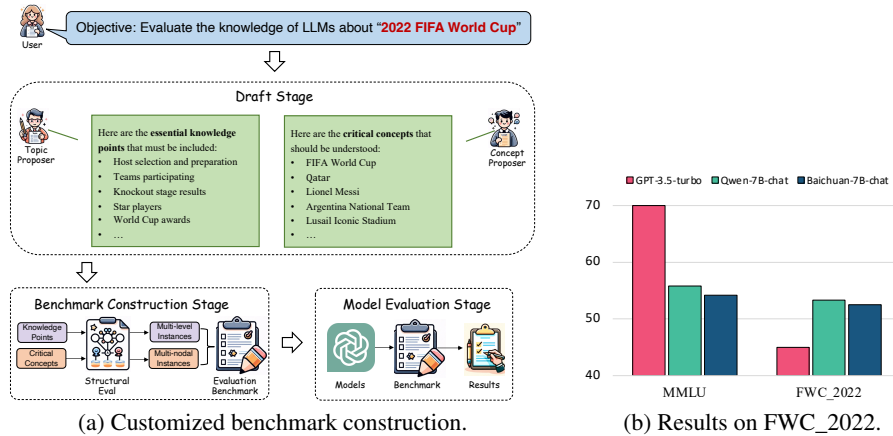 Objective: Evaluate the knowledge of LLMs about “2022 FIFA World Cup”
User
Draft Stage
Topic
Proposer
Here are the essential knowledge
points that must be included:
• Host selection and preparation
• Teams participating
• Knockout stage results
• Star players
• World Cup awards
• …
Here are the critical concepts that
should be understood:
• FIFA World Cup
• Qatar
• Lionel Messi
• Argentina National Team
• Lusail Iconic Stadium
• …
Concept
Proposer
Benchmark Construction Stage
Knowledge
Points
Critical
Concepts
Structural
Eval
Multi-level
Instances
Multi-nodal
Instances
Evaluation
Benchmark
Model Evaluation Stage
Models
Benchmark
Results
(a) Customized benchmark construction.
GPT-3.5-turbo Qwen-7B-chat Baichuan-7B-chat
70
60
50
40
MMLU FWC_2022
(b) Results on FWC_2022.